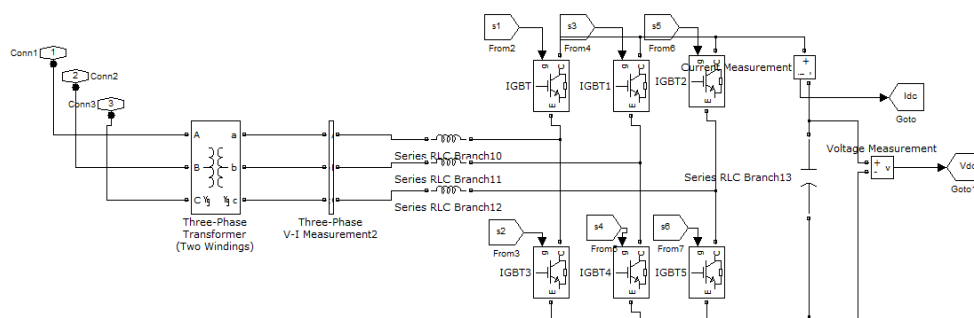 s1
s3
s5
From2
From4
From6
Conn1
1
2
Conn2
Conn3
3
g
C
E
IGBT
g
C
E
IGBT1
g
C
E
IGBT2
Current Measurement
+
-
i
Idc
Goto
A
B
C
a
b
c
Yg
Yg
Three-Phase
Transformer
(Two Windings)
Three-Phase
V-I Measurement2
Series RLC Branch10
Series RLC Branch11
Series RLC Branch12
Series RLC Branch13
Voltage Measurement
+
-
v
Vdc
Goto1
s2
s4
s6
From3
From7
g
C
E
IGBT3
g
C
E
IGBT4
g
C
E
IGBT5